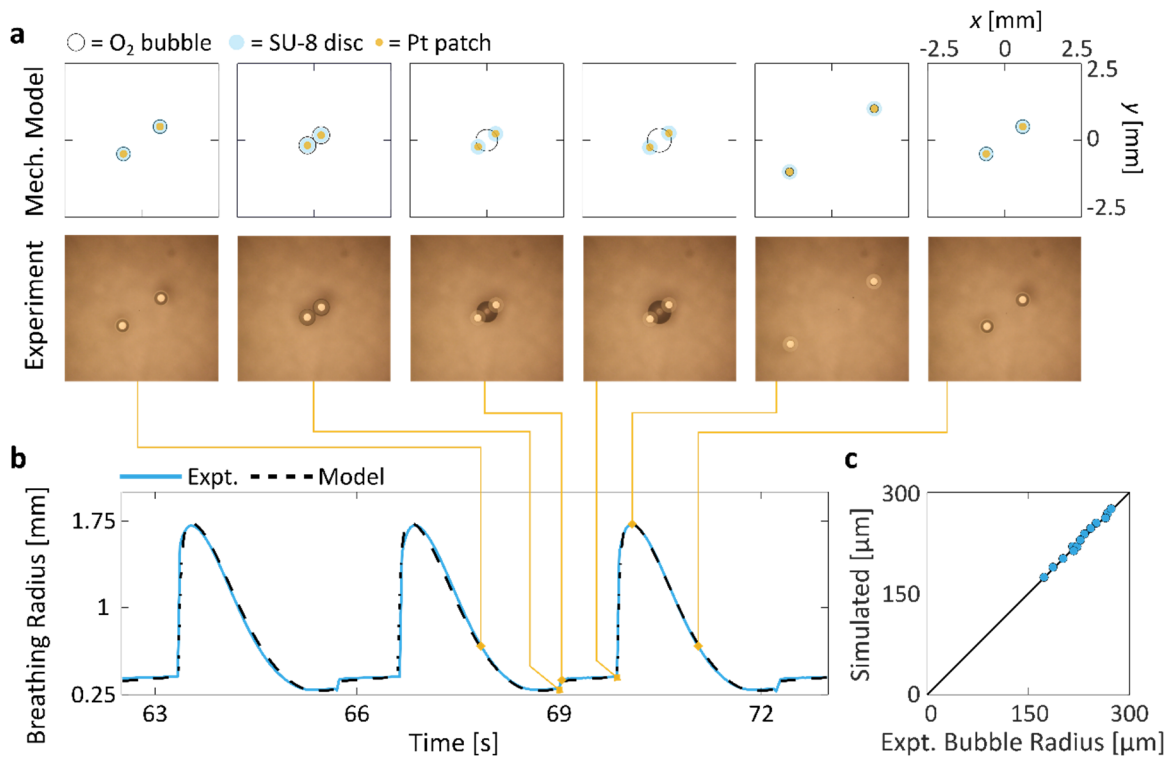 a
= O₂ bubble = SU-8 disc = Pt patch
x [mm]
-2.5 0 2.5
Mech. Model
2.5
0
-2.5
y [mm]
Experiment
b
Expt. Model
Breathing Radius [mm]
1.75
1
0.25
63 66 69 72
Time [s]
c
Simulated [µm]
300
150
0
0 150 300
Expt. Bubble Radius [µm]